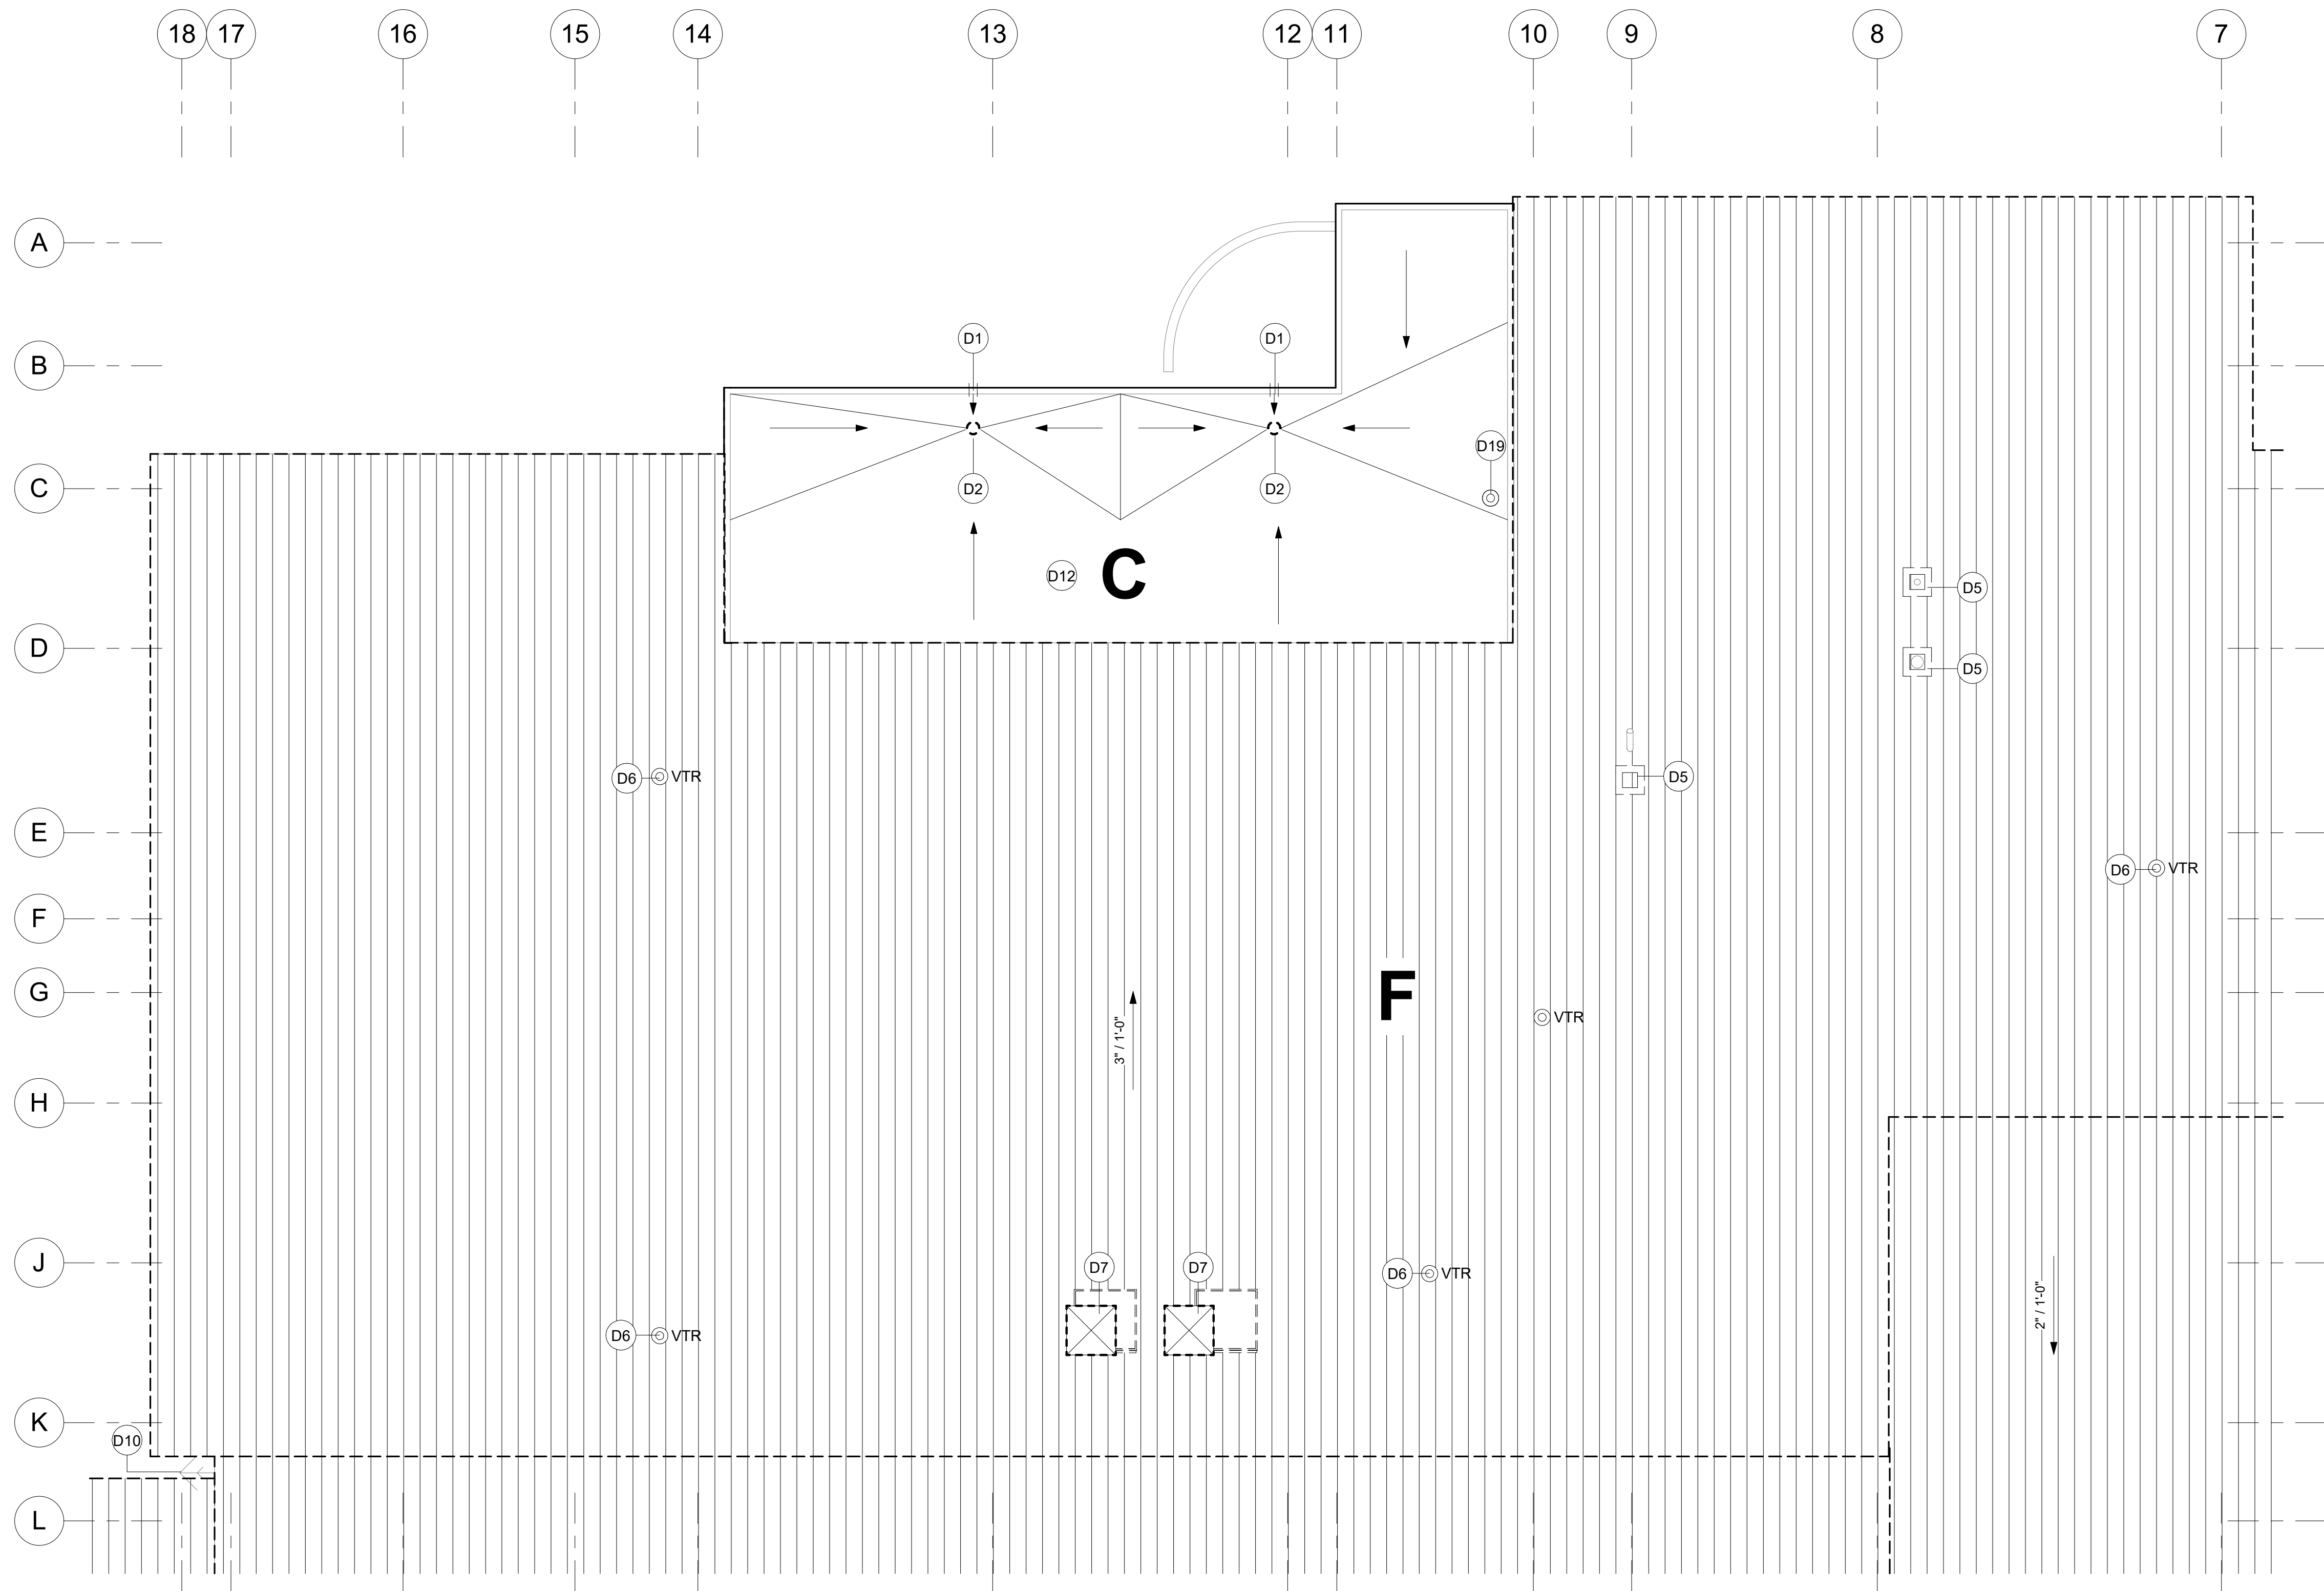 18 17 16 15 14 13 12 11 10 9 8 7
A
B
D1 D1
D19
C
D2 D2
D12 C
D5
D
D5
D6 VTR
D5
E
D6 VTR
F
G
F
3" / 1'-0"
VTR
H
J
D7 D7
D6 VTR
2" / 1'-0"
D6 VTR
K
D10
L